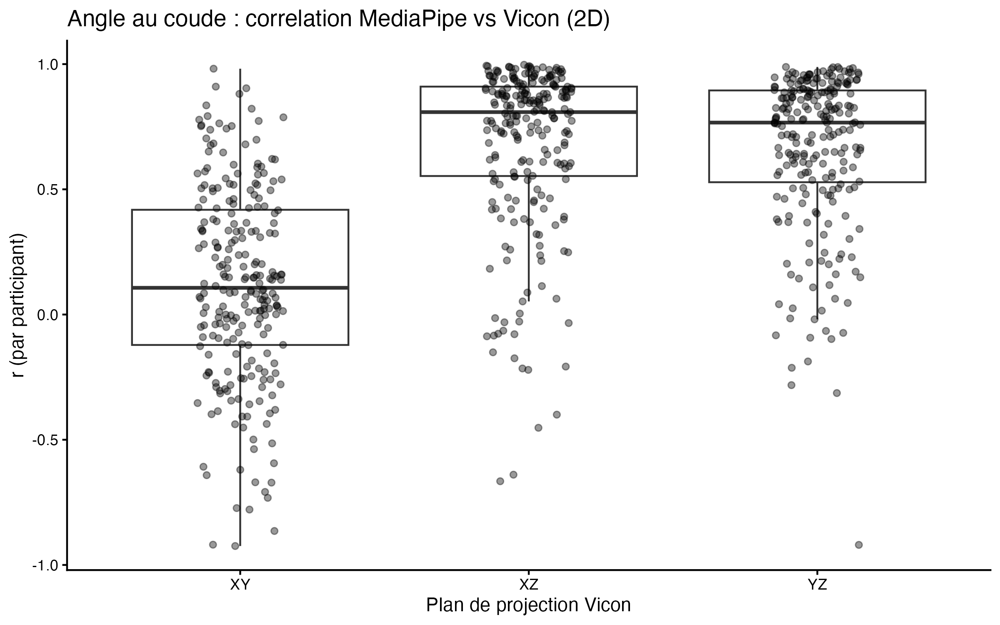 Angle au coude : correlation MediaPipe vs Vicon (2D)
r (par participant)
1.0
0.5
0.0
-0.5
-1.0
XY XZ YZ
Plan de projection Vicon